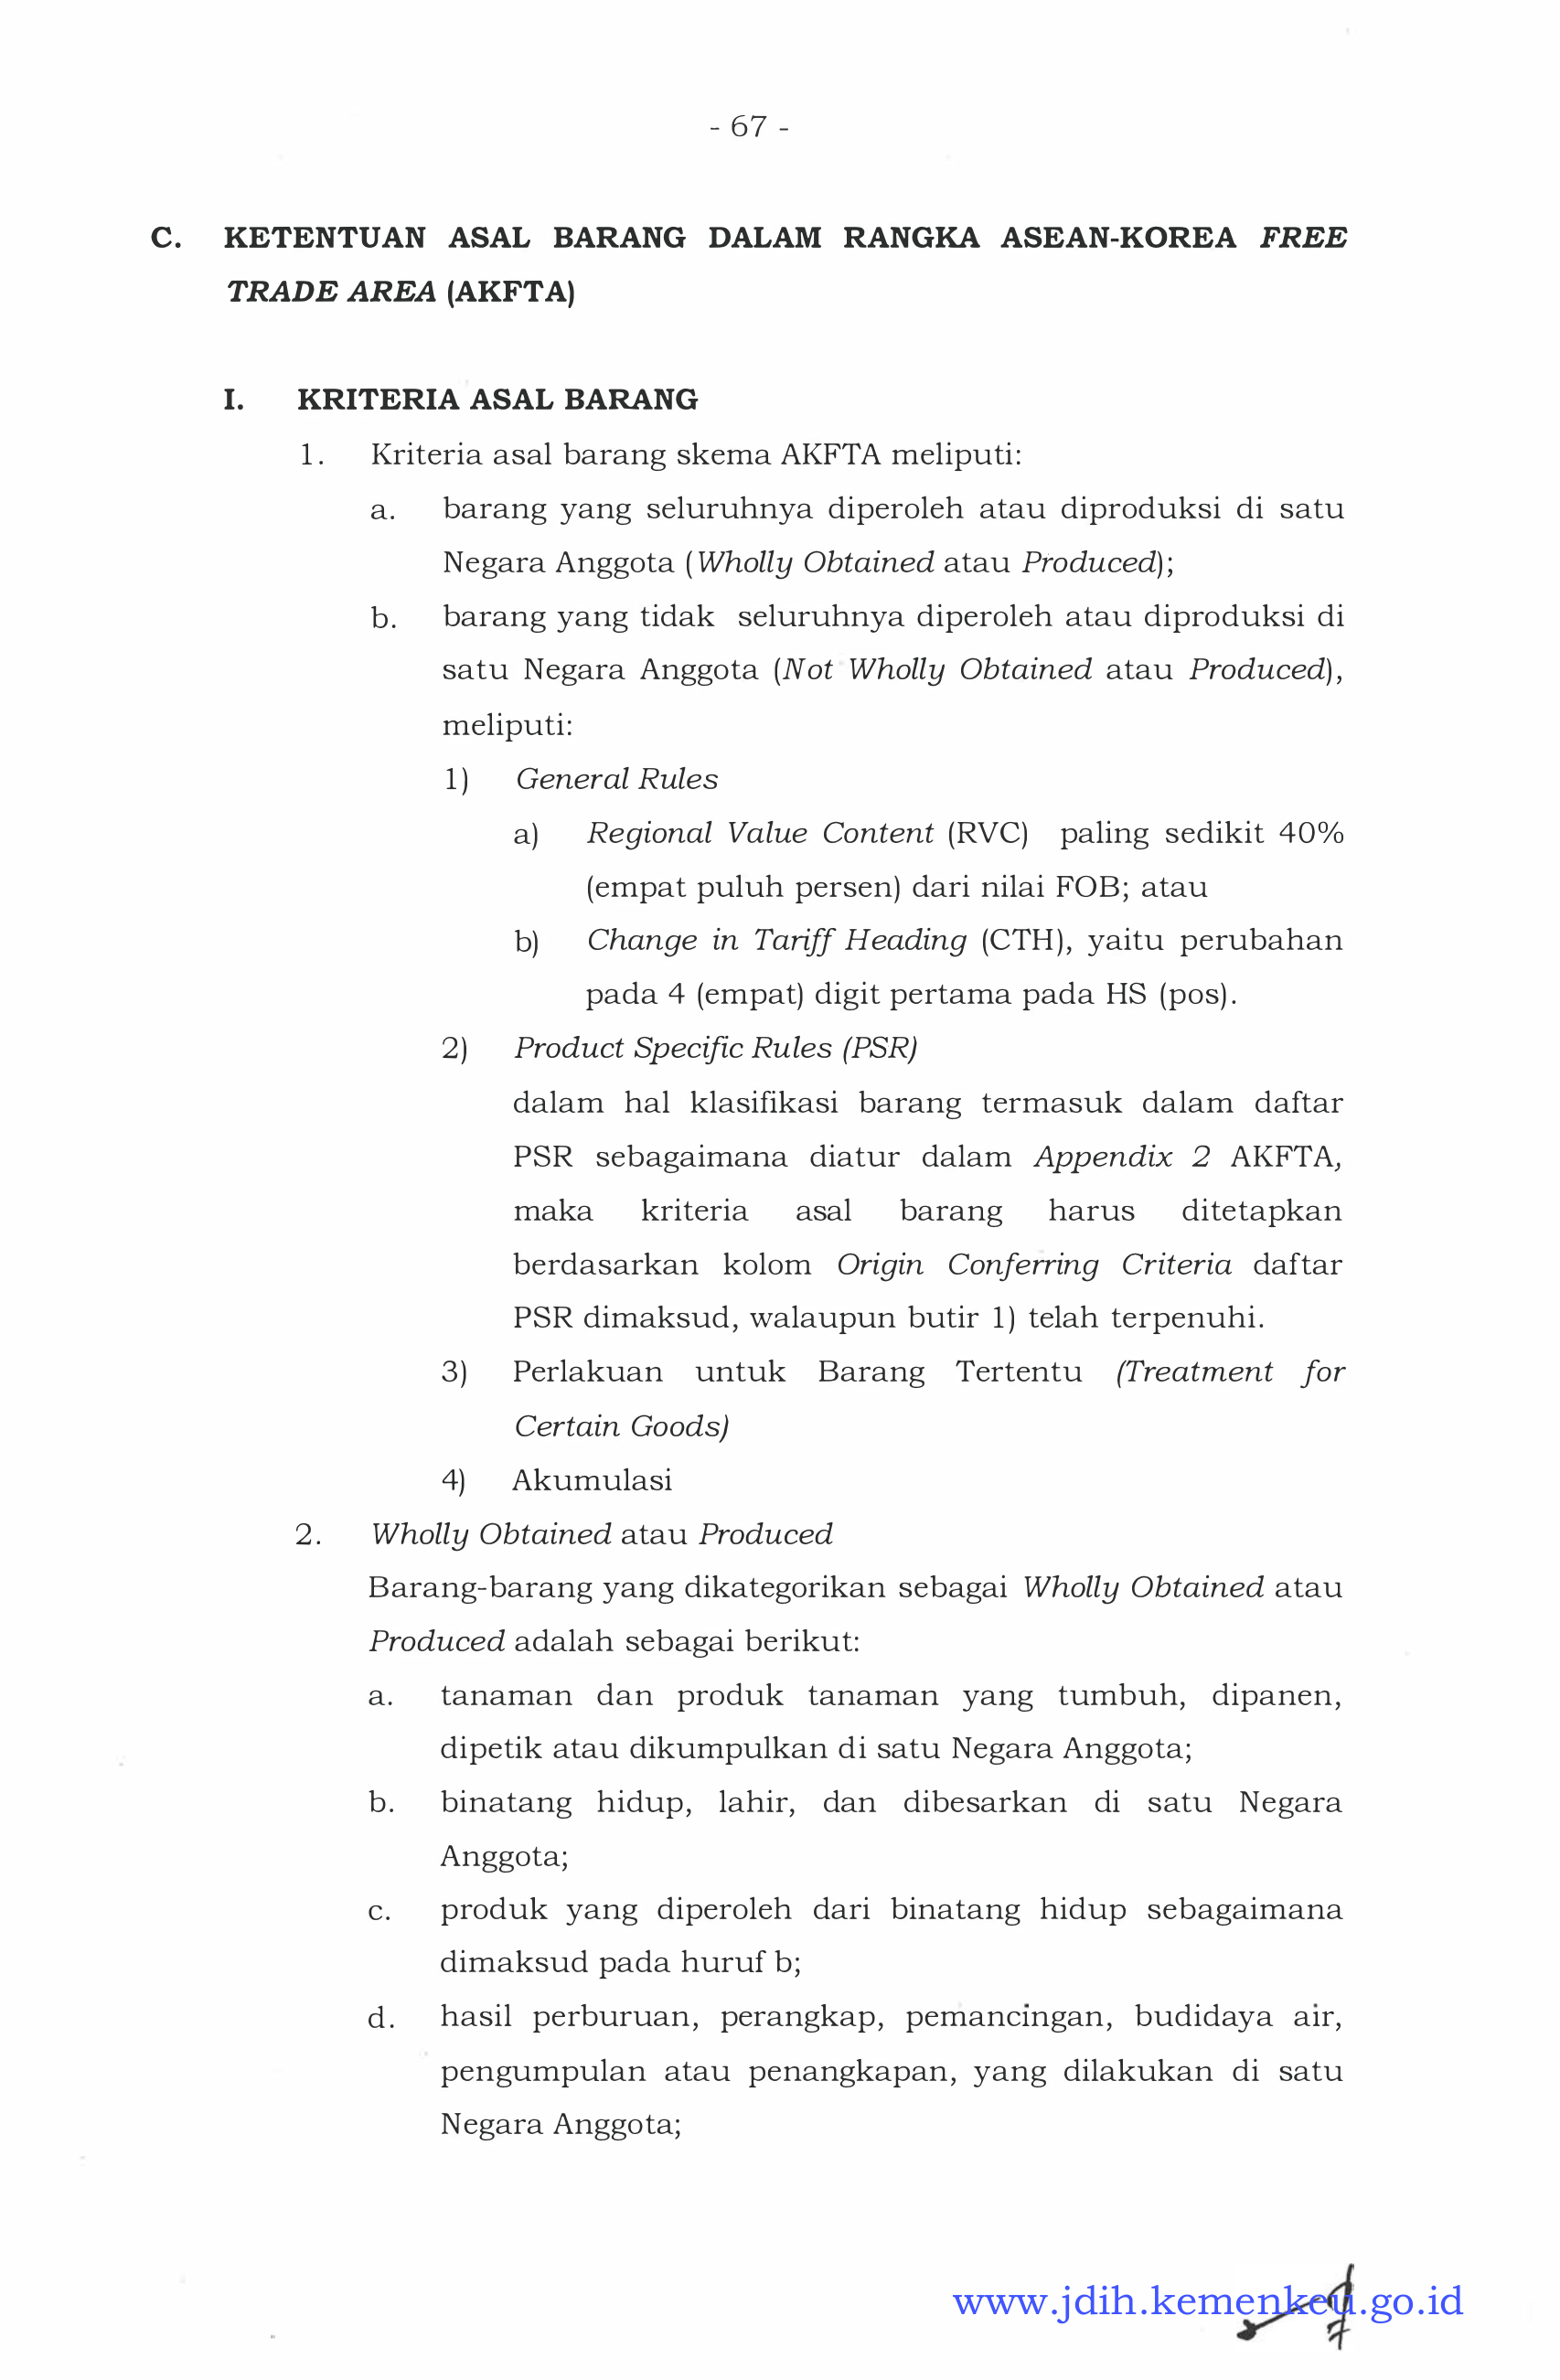 - 67 -
C. KETENTUAN ASAL BARANG DALAM RANGKA ASEAN-KOREA FREE
TRADE AREA (AKFTA)
I. KRITERIA ASAL BARANG
1. Kriteria asal barang skema AKFTA meliputi:
a. barang yang seluruhnya diperoleh atau diproduksi di satu
Negara Anggota (Wholly Obtained atau Produced);
b. barang yang tidak seluruhnya diperoleh atau diproduksi di
satu Negara Anggota (Not Wholly Obtained atau Produced),
meliputi:
1) General Rules
a) Regional Value Content (RVC) paling sedikit 40%
(empat puluh persen) dari nilai FOB; atau
b) Change in Tariff Heading (CTH), yaitu perubahan
pada 4 (empat) digit pertama pada HS (pos).
2) Product Specific Rules (PSR)
dalam hal klasifikasi barang termasuk dalam daftar
PSR sebagaimana diatur dalam Appendix 2 AKFTA,
maka kriteria asal barang harus ditetapkan
berdasarkan kolom Origin Conferring Criteria daftar
PSR dimaksud, walaupun butir 1) telah terpenuhi.
3) Perlakuan untuk Barang Tertentu (Treatment for
Certain Goods)
4) Akumulasi
2. Wholly Obtained atau Produced
Barang-barang yang dikategorikan sebagai Wholly Obtained atau
Produced adalah sebagai berikut:
a. tanaman dan produk tanaman yang tumbuh, dipanen,
dipetik atau dikumpulkan di satu Negara Anggota;
b. binatang hidup, lahir, dan dibesarkan di satu Negara
Anggota;
c. produk yang diperoleh dari binatang hidup sebagaimana
dimaksud pada huruf b;
d. hasil perburuan, perangkap, pemancingan, budidaya air,
pengumpulan atau penangkapan, yang dilakukan di satu
Negara Anggota;
www.jdih.kemenkeu.go.id